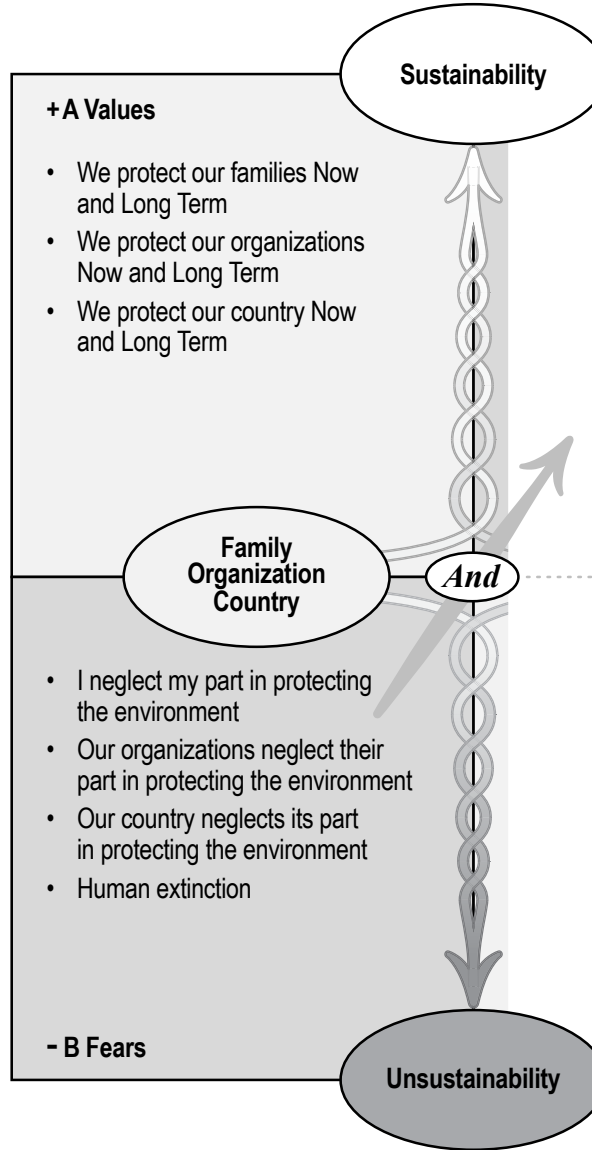 Sustainability
+A Values
• We protect our families Now
and Long Term
• We protect our organizations
Now and Long Term
• We protect our country Now
and Long Term
Family
Organization
Country
And
• I neglect my part in protecting
the environment
• Our organizations neglect their
part in protecting the environment
• Our country neglects its part
in protecting the environment
• Human extinction
- B Fears
Unsustainability